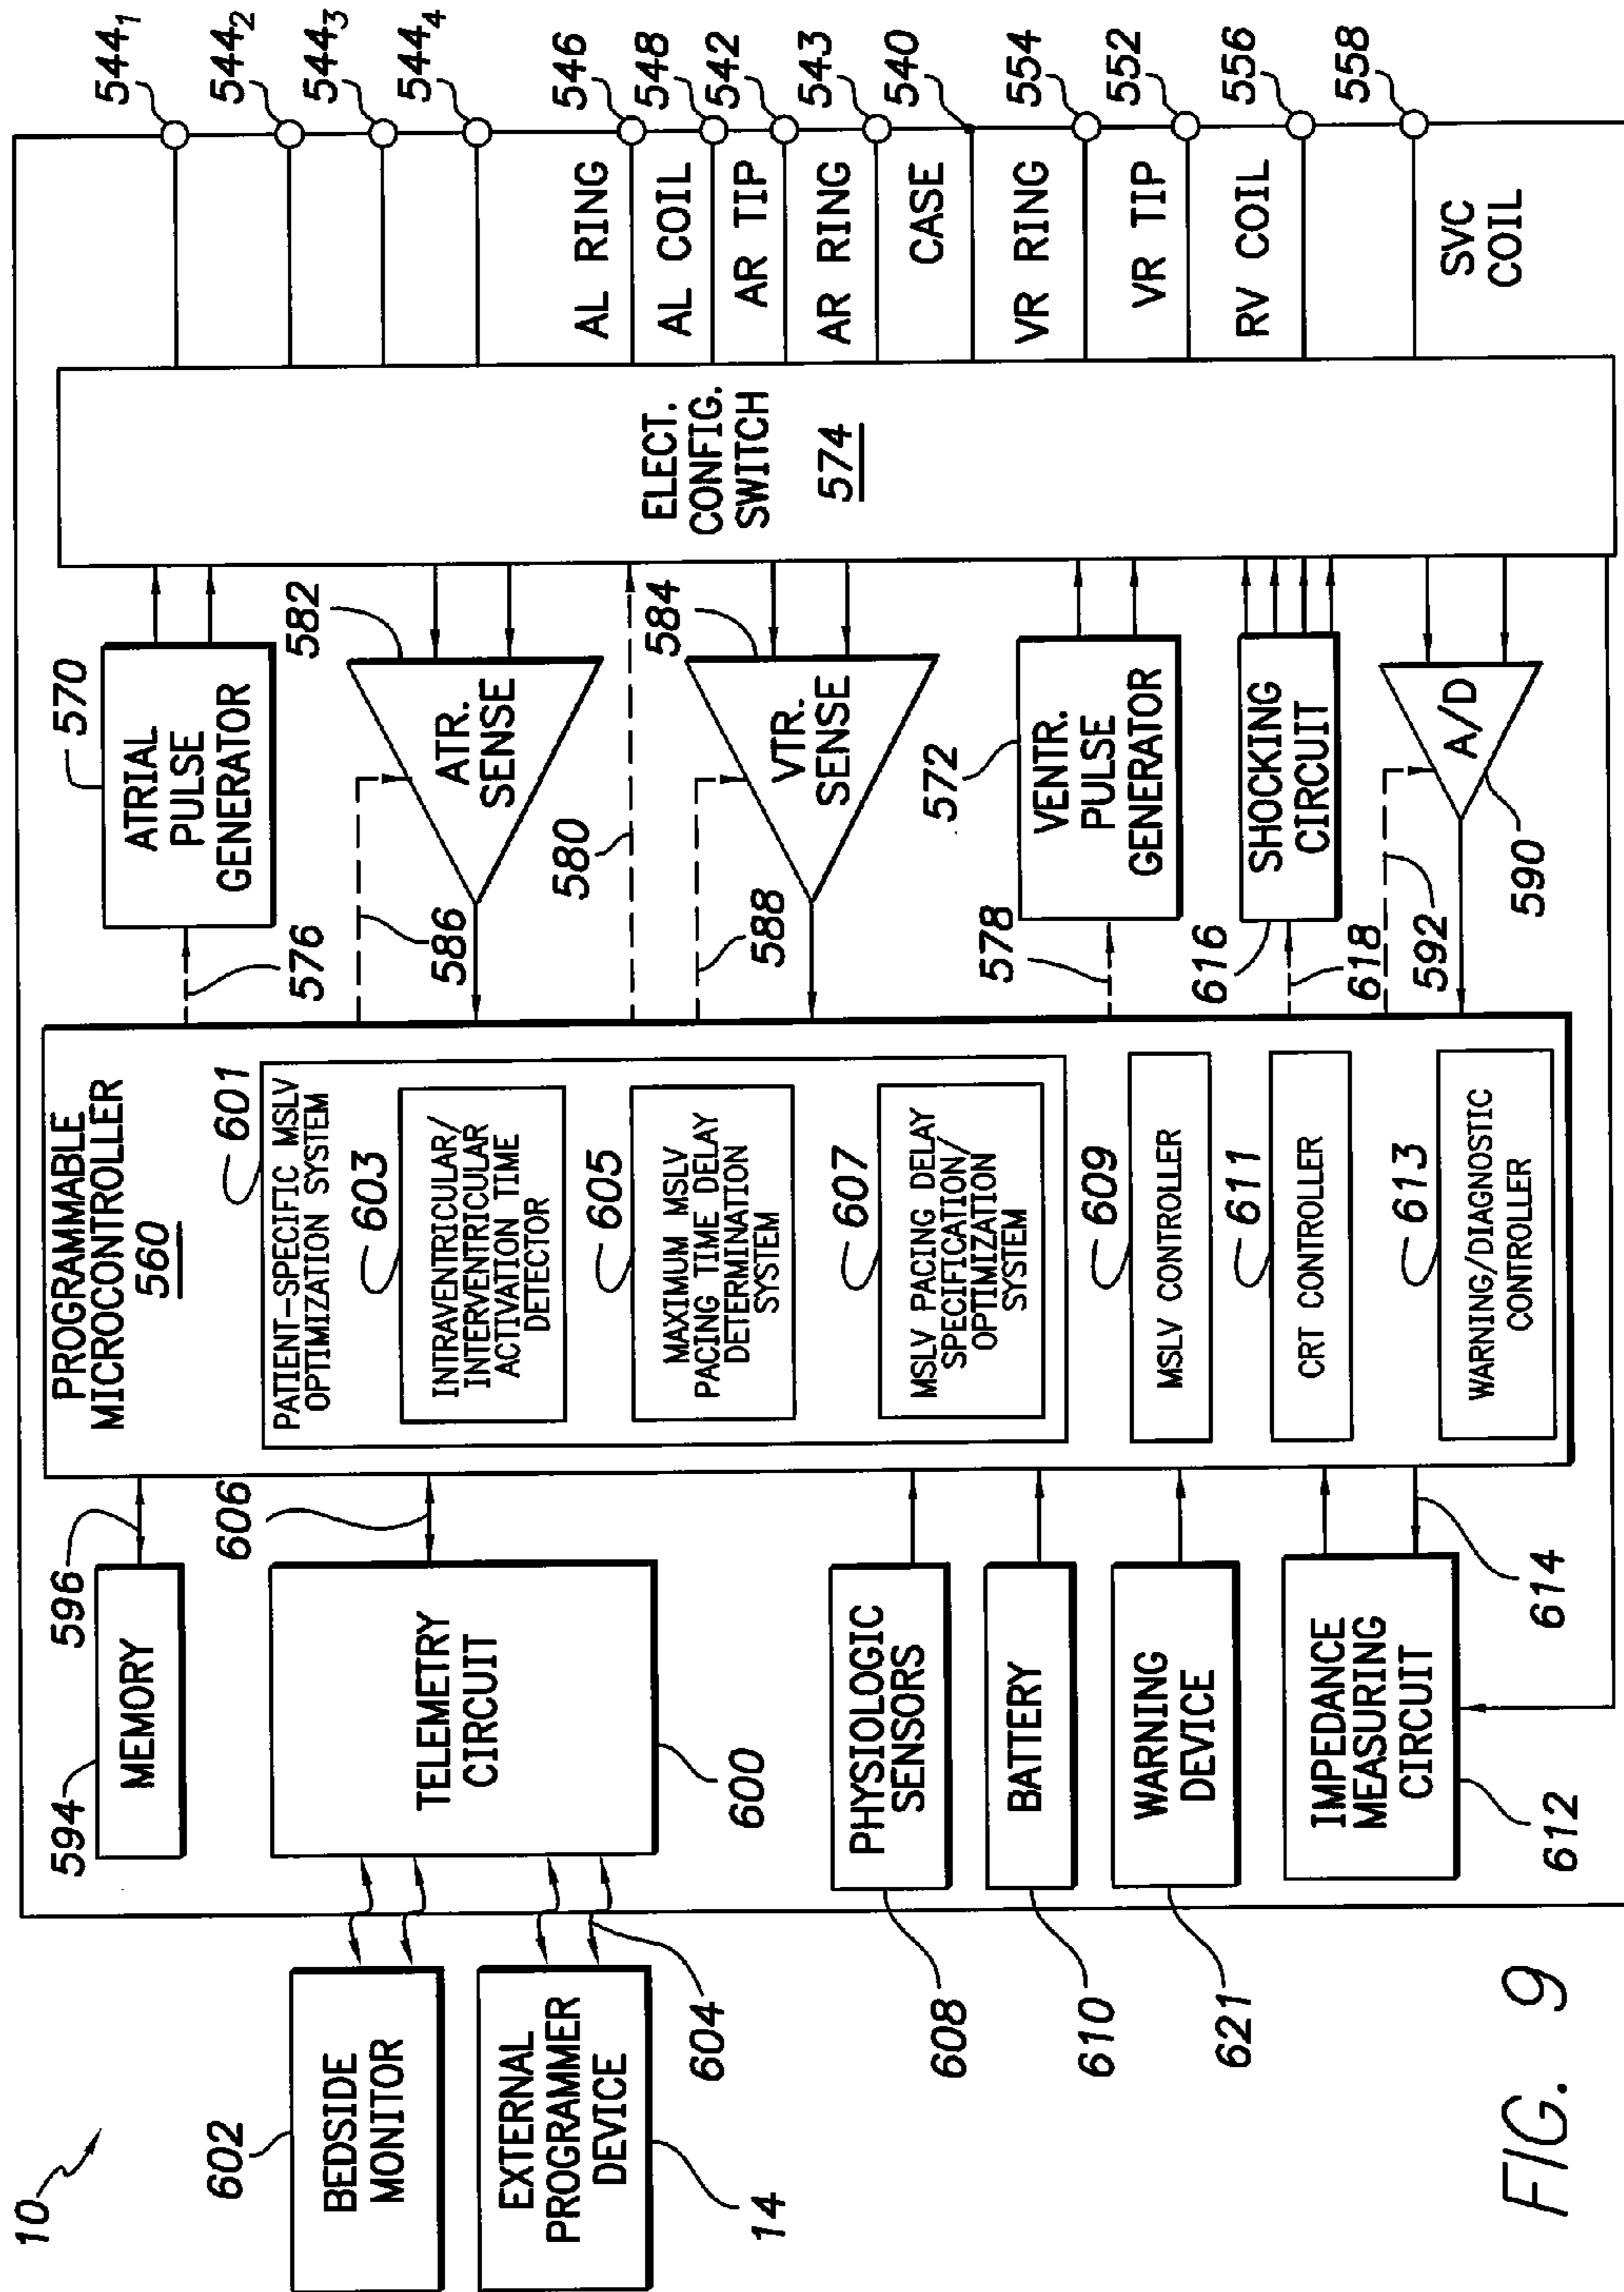 10
602
BEDSIDE
MONITOR
EXTERNAL
PROGRAMMER
DEVICE
14
604
594
MEMORY
596
TELEMETRY
CIRCUIT
600
606
PHYSIOLOGIC
SENSORS
608
BATTERY
610
WARNING
DEVICE
621
IMPEDANCE
MEASURING
CIRCUIT
612
614
PROGRAMMABLE
MICROCONTROLLER
560
601
PATIENT-SPECIFIC MSLV
OPTIMIZATION SYSTEM
603
INTRAVENTRICULAR/
INTERVENTRICULAR
ACTIVATION TIME
DETECTOR
605
MAXIMUM MSLV
PACING TIME DELAY
DETERMINATION
SYSTEM
607
MSLV PACING DELAY
SPECIFICATION/
OPTIMIZATION
SYSTEM
609
MSLV CONTROLLER
611
CRT CONTROLLER
613
WARNING/DIAGNOSTIC
CONTROLLER
570
ATRIAL
PULSE
GENERATOR
576
582
ATR.
SENSE
586
580
584
VTR.
SENSE
588
572
VENTR.
PULSE
GENERATOR
578
SHOCKING
CIRCUIT
616
618
A/D
592
590
ELECT.
CONFIG.
SWITCH
574
544₁
544₂
544₃
544₄
AL RING 546
AL COIL 548
AR TIP 542
AR RING 543
CASE 540
VR RING 554
VR TIP 552
RV COIL 556
558
SVC
COIL
FIG. 9